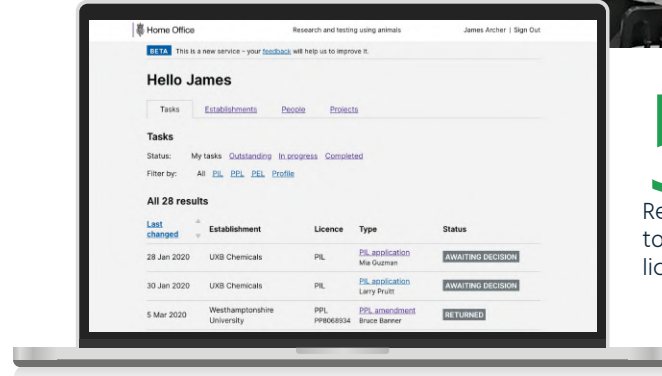 Home Office Research and testing using animals James Archer | Sign Out
BETA This is a new service – your feedback will help us to improve it.
Hello James
Tasks Establishments People Projects
Tasks
Status: My tasks Outstanding In progress Completed
Filter by: All PIL PPL PEL Profile
All 28 results
Last changed Establishment Licence Type Status
28 Jan 2020 UXB Chemicals PIL PIL application AWAITING DECISION
Mia Guzman
30 Jan 2020 UXB Chemicals PIL PIL application AWAITING DECISION
Larry Pruitt
5 Mar 2020 Westhamptonshire PPL PPL amendment RETURNED
University PP8068934 Bruce Banner